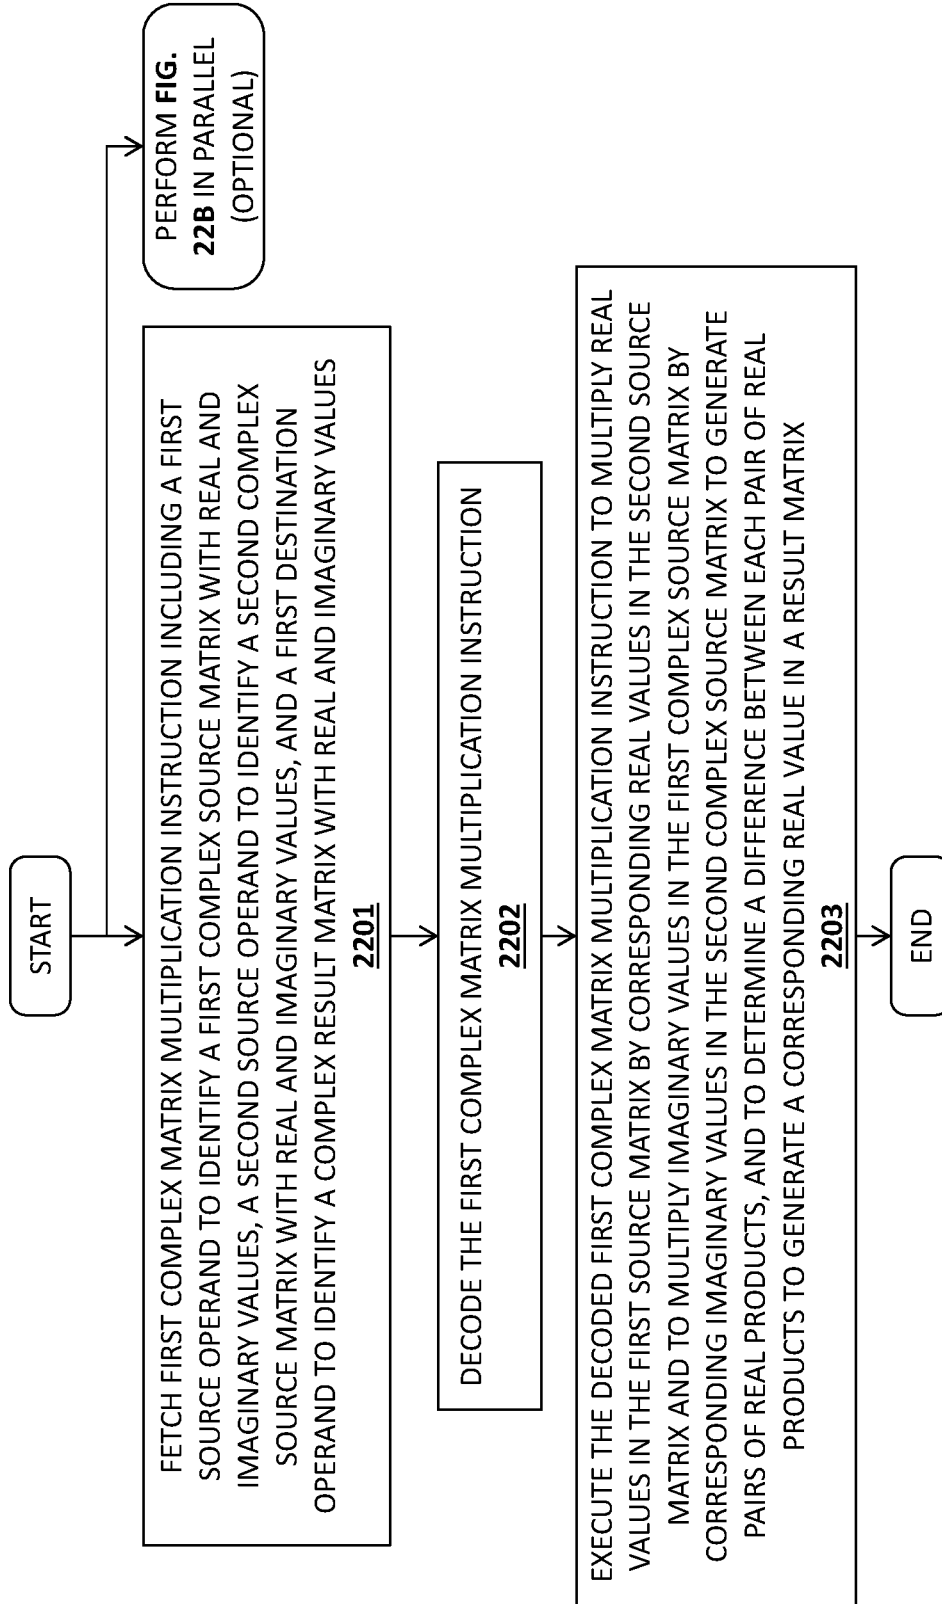 START
PERFORM FIG.
22B IN PARALLEL
(OPTIONAL)
FETCH FIRST COMPLEX MATRIX MULTIPLICATION INSTRUCTION INCLUDING A FIRST
SOURCE OPERAND TO IDENTIFY A FIRST COMPLEX SOURCE MATRIX WITH REAL AND
IMAGINARY VALUES, A SECOND SOURCE OPERAND TO IDENTIFY A SECOND COMPLEX
SOURCE MATRIX WITH REAL AND IMAGINARY VALUES, AND A FIRST DESTINATION
OPERAND TO IDENTIFY A COMPLEX RESULT MATRIX WITH REAL AND IMAGINARY VALUES
2201
DECODE THE FIRST COMPLEX MATRIX MULTIPLICATION INSTRUCTION
2202
EXECUTE THE DECODED FIRST COMPLEX MATRIX MULTIPLICATION INSTRUCTION TO MULTIPLY REAL
VALUES IN THE FIRST SOURCE MATRIX BY CORRESPONDING REAL VALUES IN THE SECOND SOURCE
MATRIX AND TO MULTIPLY IMAGINARY VALUES IN THE FIRST COMPLEX SOURCE MATRIX BY
CORRESPONDING IMAGINARY VALUES IN THE SECOND COMPLEX SOURCE MATRIX TO GENERATE
PAIRS OF REAL PRODUCTS, AND TO DETERMINE A DIFFERENCE BETWEEN EACH PAIR OF REAL
PRODUCTS TO GENERATE A CORRESPONDING REAL VALUE IN A RESULT MATRIX
2203
END